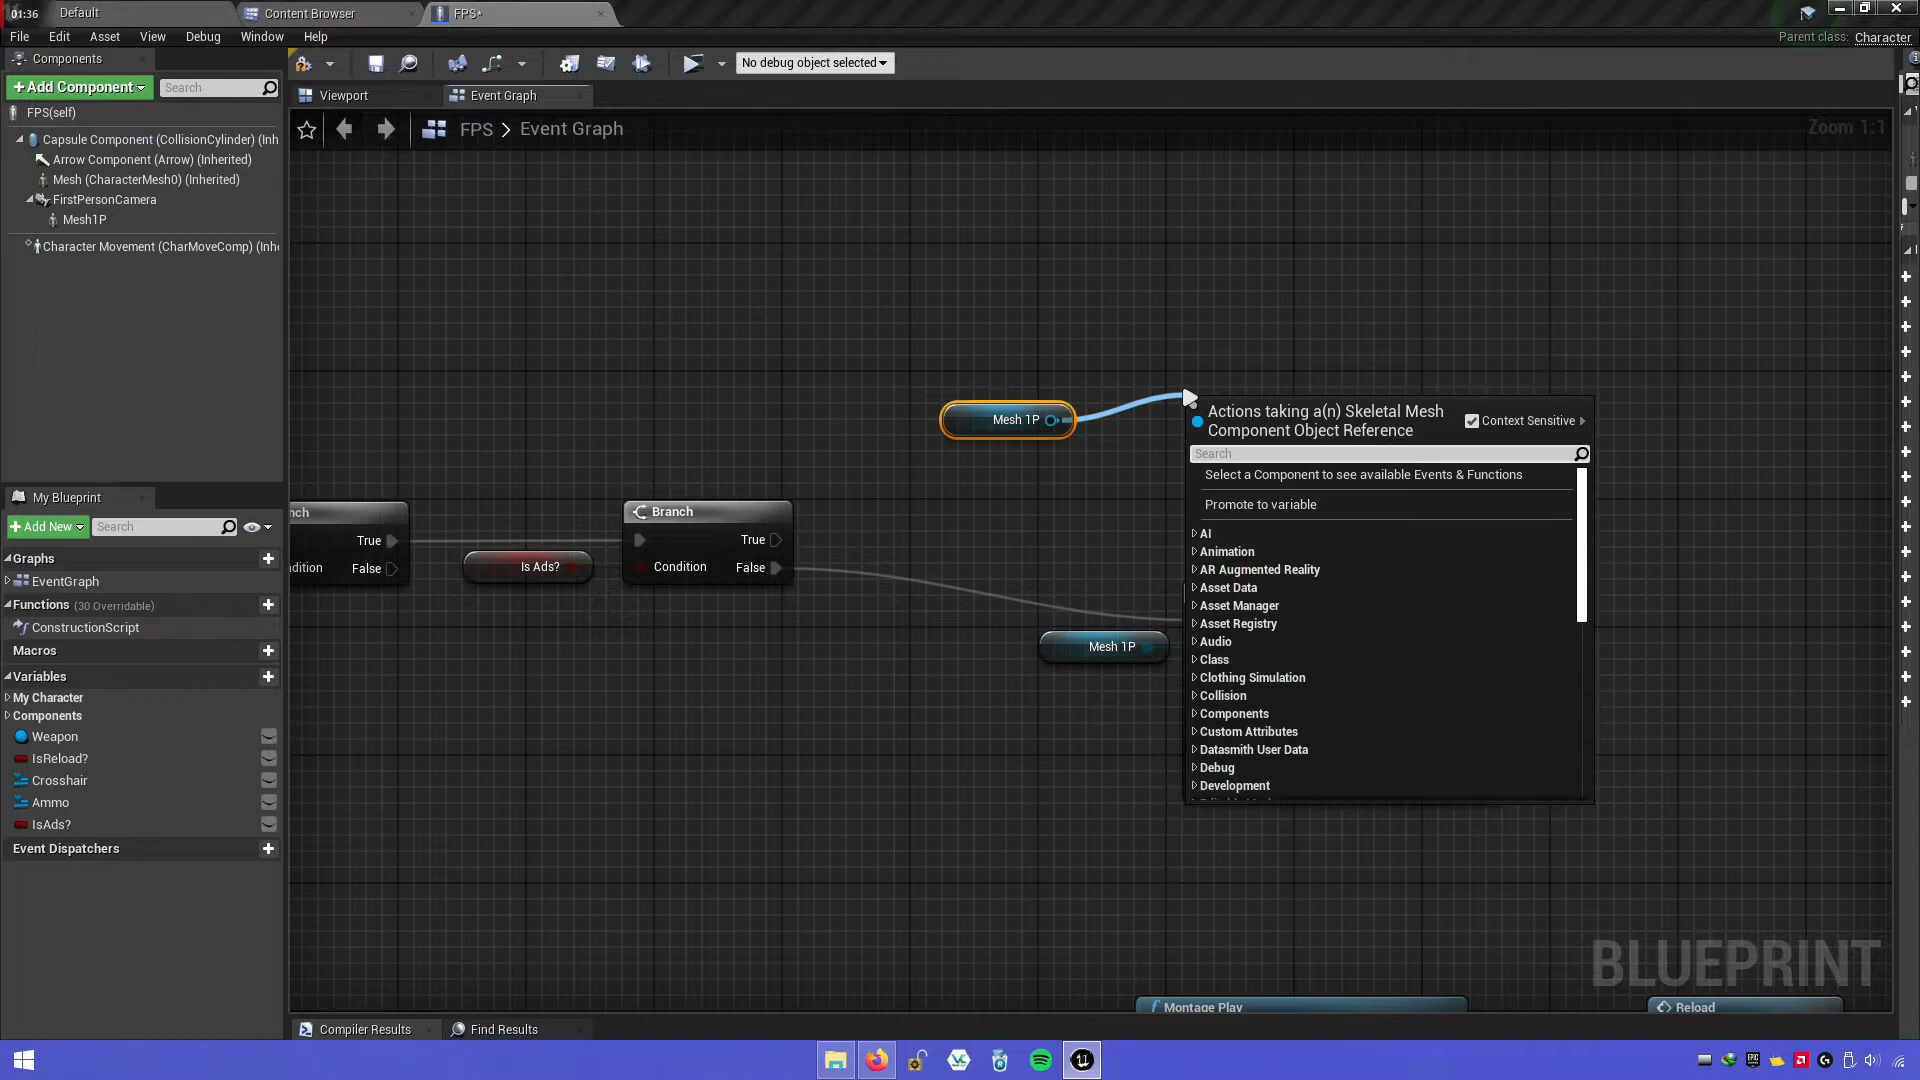 01:36
Default
Content Browser
FPS*
File
Edit
Asset
View
Debug
Window
Help
Parent class: Character
Components
+Add Component
Search
FPS(self)
Capsule Component (CollisionCylinder) (Inh
Arrow Component (Arrow) (Inherited)
Mesh (CharacterMesh0) (Inherited)
FirstPersonCamera
Mesh1P
Character Movement (CharMoveComp) (Inhe
No debug object selected
Viewport
Event Graph
FPS > Event Graph
Zoom 1:1
Mesh 1P
Actions taking a(n) Skeletal Mesh
Component Object Reference
Context Sensitive
Search
Select a Component to see available Events & Functions
Promote to variable
AI
Animation
AR Augmented Reality
Asset Data
Asset Manager
Asset Registry
Audio
Class
Clothing Simulation
Collision
Components
Custom Attributes
Datasmith User Data
Debug
Development
nch
True
ndition
False
Is Ads?
Branch
True
Condition
False
Mesh 1P
My Blueprint
+Add New
Search
Graphs
EventGraph
Functions (30 Overridable)
ConstructionScript
Macros
Variables
My Character
Components
Weapon
IsReload?
Crosshair
Ammo
IsAds?
Event Dispatchers
BLUEPRINT
f Montage Play
Reload
Compiler Results
Find Results